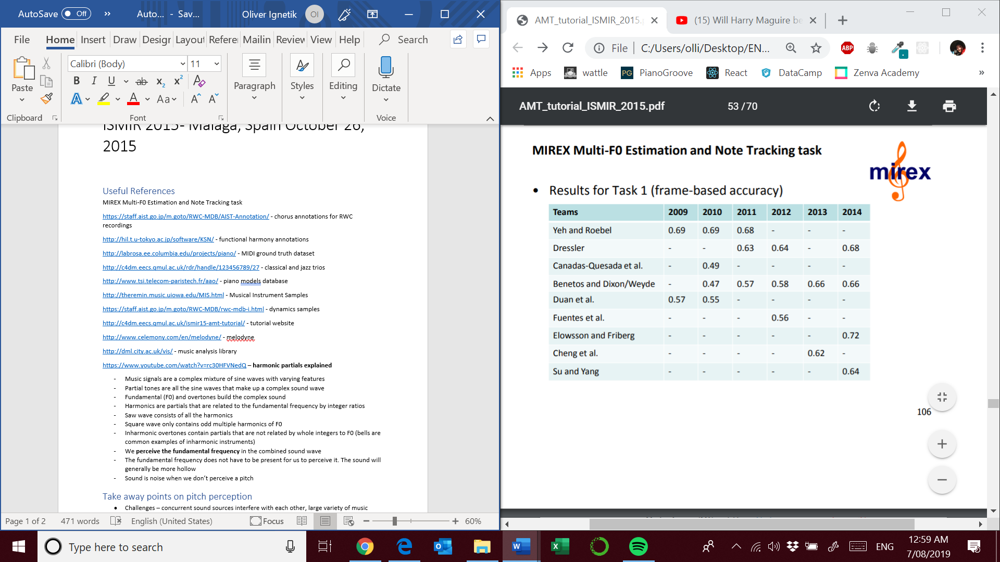 AutoSave Off » Auto... - Sav... Oliver Ignetik OI
File Home Insert Draw Desigr Layou Refere Mailin Review View Help Search
Paste
Calibri (Body) 11
B I U ab x2 x2 A
A A Aa A A
Paragraph
Styles
Editing
Dictate
Clipboard Font Voice
ISMIR 2015- Malaga, Spain October 26,
2015
Useful References
MIREX Multi-F0 Estimation and Note Tracking task
https://staff.aist.go.jp/m.goto/RWC-MDB/AIST-Annotation/ - chorus annotations for RWC
recordings
http://hil.t.u-tokyo.ac.jp/software/KSN/ - functional harmony annotations
http://labrosa.ee.columbia.edu/projects/piano/ - MIDI ground truth dataset
http://c4dm.eecs.qmul.ac.uk/rdr/handle/123456789/27 - classical and jazz trios
http://www.tsi.telecom-paristech.fr/aao/ - piano models database
http://theremin.music.uiowa.edu/MIS.html - Musical Instrument Samples
https://staff.aist.go.jp/m.goto/RWC-MDB/rwc-mdb-i.html - dynamics samples
http://c4dm.eecs.qmul.ac.uk/ismir15-amt-tutorial/ - tutorial website
http://www.celemony.com/en/melodyne/ - melodyne
http://dml.city.ac.uk/vis/ - music analysis library
https://www.youtube.com/watch?v=rc30HFVNedQ – harmonic partials explained
- Music signals are a complex mixture of sine waves with varying features
- Partial tones are all the sine waves that make up a complex sound wave
- Fundamental (F0) and overtones build the complex sound
- Harmonics are partials that are related to the fundamental frequency by integer ratios
- Saw wave consists of all the harmonics
- Square wave only contains odd multiple harmonics of F0
- Inharmonic overtones contain partials that are not related by whole integers to F0 (bells are
common examples of inharmonic instruments)
- We perceive the fundamental frequency in the combined sound wave
- The fundamental frequency does not have to be present for us to perceive it. The sound will
generally be more hollow
- Sound is noise when we don't perceive a pitch
Take away points on pitch perception
• Challenges – concurrent sound sources interfere with each other, large variety of music
Page 1 of 2 471 words English (United States) Focus 60%
AMT_tutorial_ISMIR_2015.p (15) Will Harry Maguire be
File | C:/Users/olli/Desktop/EN... ABP
Apps wattle PG PianoGroove React DataCamp Zenva Academy »
AMT_tutorial_ISMIR_2015.pdf 53 / 70
MIREX Multi-F0 Estimation and Note Tracking task
mirex
• Results for Task 1 (frame-based accuracy)
Teams 2009 2010 2011 2012 2013 2014
Yeh and Roebel 0.69 0.69 0.68 - - -
Dressler - - 0.63 0.64 - 0.68
Canadas-Quesada et al. - 0.49 - - - -
Benetos and Dixon/Weyde - 0.47 0.57 0.58 0.66 0.66
Duan et al. 0.57 0.55 - - - -
Fuentes et al. - - - 0.56 - -
Elowsson and Friberg - - - - - 0.72
Cheng et al. - - - - 0.62 -
Su and Yang - - - - - 0.64
106
Type here to search
ENG
12:59 AM
7/08/2019